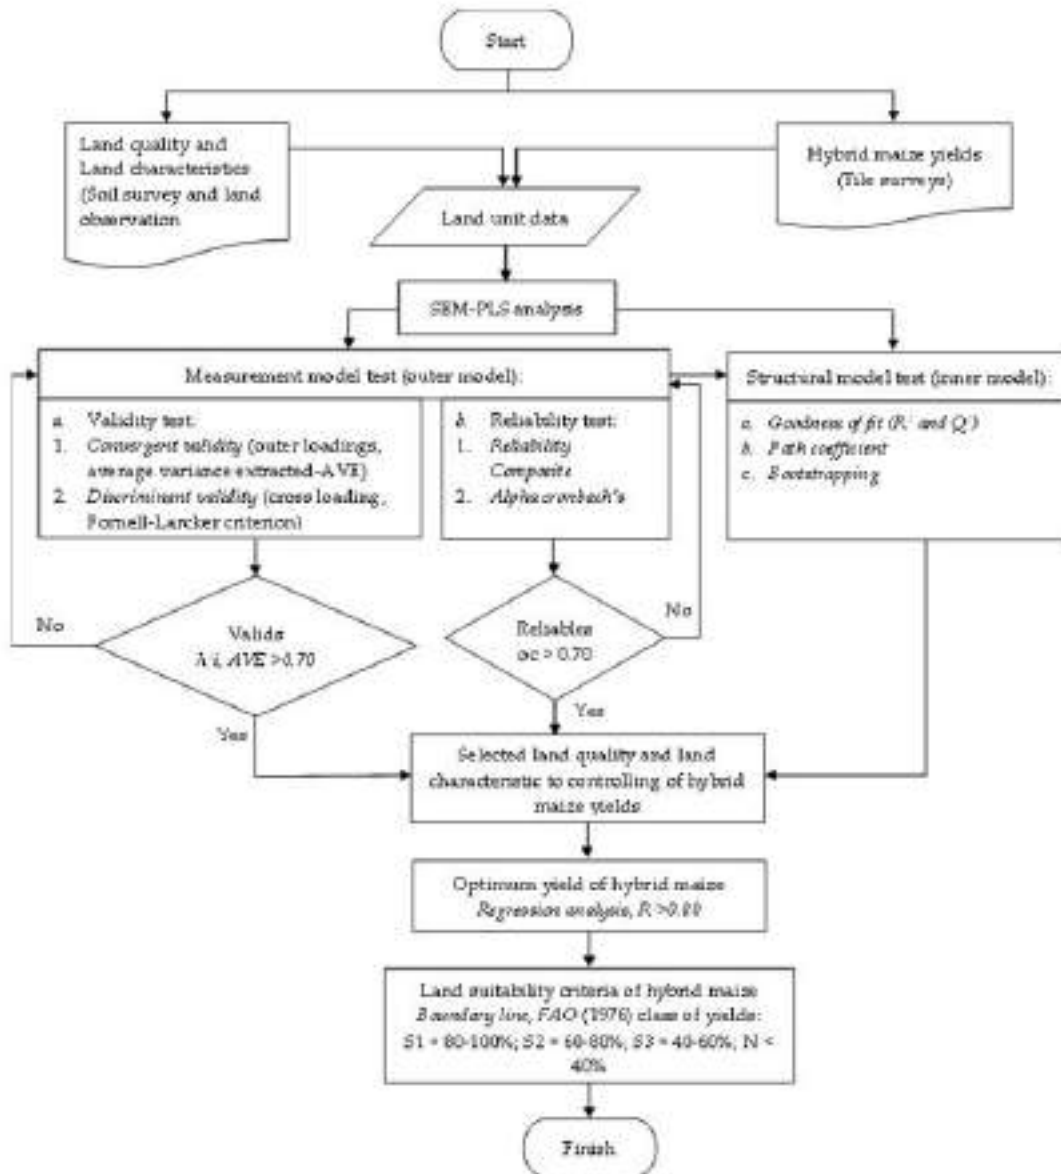 Start
Land quality and
Land characteristics
(Soil survey and land
observation
Hybrid maize yields
(Tile surveys)
Land unit data
SEM-PLS analysis
Measurement model test (outer model):
Structural model test (inner model):
a. Validity test:
1. Convergent validity (outer loadings,
average variance extracted-AVE)
2. Discriminant validity (cross loading,
Fornell-Larcker criterion)
b. Reliability test:
1. Reliability
Composite
2. Alpha cronbach's
a. Goodness of fit (R² and Q²)
b. Path coefficient
c. Bootstrapping
No
Valids
λ i, AVE >0.70
Yes
Reliables
αc > 0.70
No
Yes
Selected land quality and land
characteristic to controlling of hybrid
maize yields
Optimum yield of hybrid maize
Regression analysis, R >0.80
Land suitability criteria of hybrid maize
Boundary line, FAO (1976) class of yields:
S1 = 80-100%; S2 = 60-80%; S3 = 40-60%; N <
40%
Finish